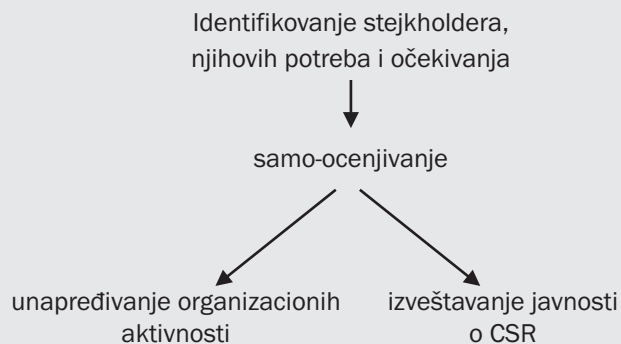 Identifikovanje stejkholdera,
njihovih potreba i očekivanja
samo-ocenjivanje
unapređivanje organizacionih
aktivnosti
izveštavanje javnosti
o CSR